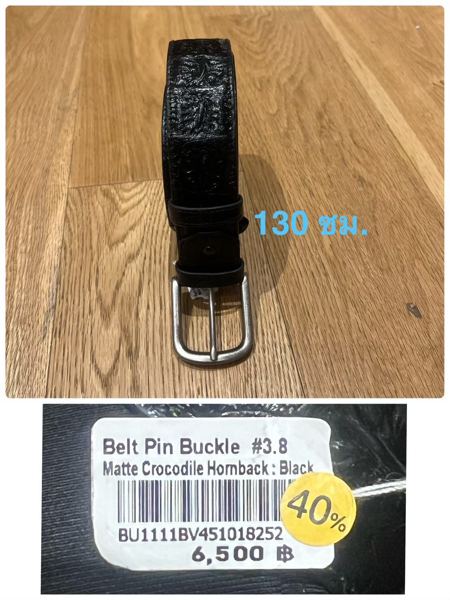 130 ซม.
Belt Pin Buckle #3.8
Matte Crocodile Hornback : Black
BU1111BV451018252
40%
6,500 ฿